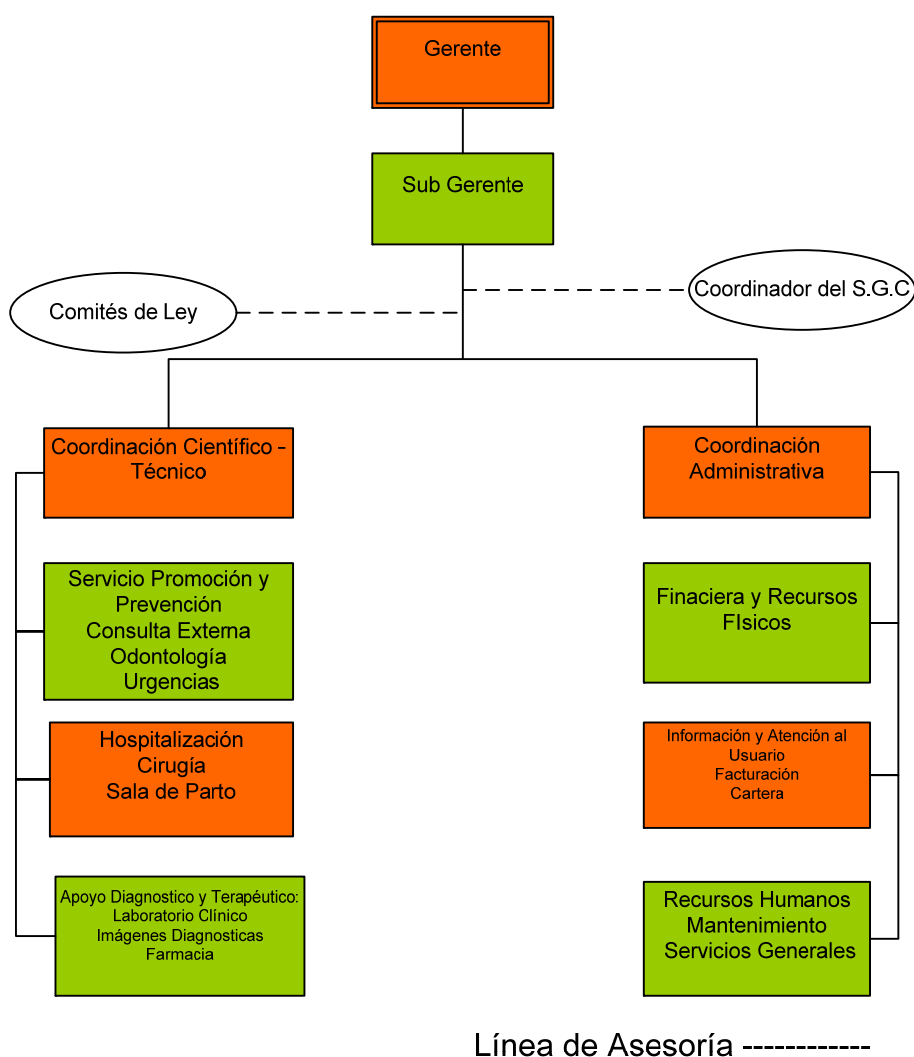 Gerente
Sub Gerente
Coordinador del S.G.C
Comités de Ley
Coordinación Científico -
Técnico
Coordinación
Administrativa
Servicio Promoción y
Prevención
Consulta Externa
Odontología
Urgencias
Finaciera y Recursos
FIsicos
Hospitalización
Cirugía
Sala de Parto
Información y Atención al
Usuario
Facturación
Cartera
Apoyo Diagnostico y Terapéutico:
Laboratorio Clínico
Imágenes Diagnosticas
Farmacia
Recursos Humanos
Mantenimiento
Servicios Generales
Línea de Asesoría ------------